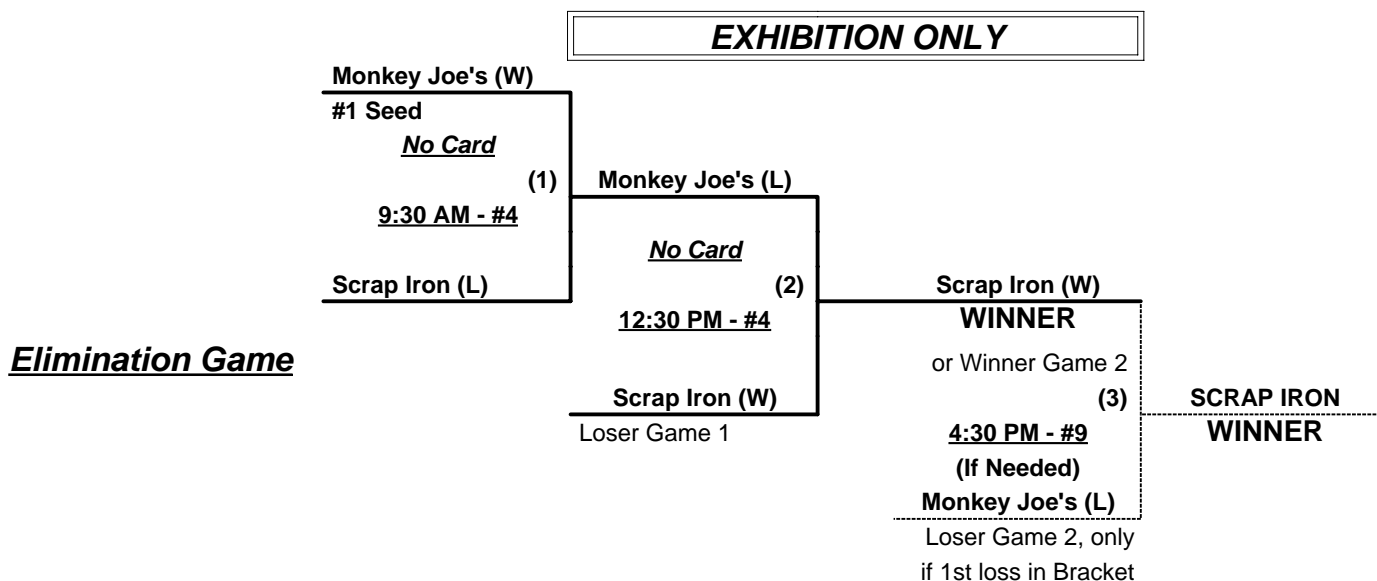 EXHIBITION ONLY
Monkey Joe's (W)
#1 Seed
No Card
(1)
Monkey Joe's (L)
9:30 AM - #4
No Card
Scrap Iron (L)
(2)
Scrap Iron (W)
12:30 PM - #4
WINNER
Elimination Game
or Winner Game 2
Scrap Iron (W)
(3)
SCRAP IRON
Loser Game 1
4:30 PM - #9
WINNER
(If Needed)
Monkey Joe's (L)
Loser Game 2, only
if 1st loss in Bracket